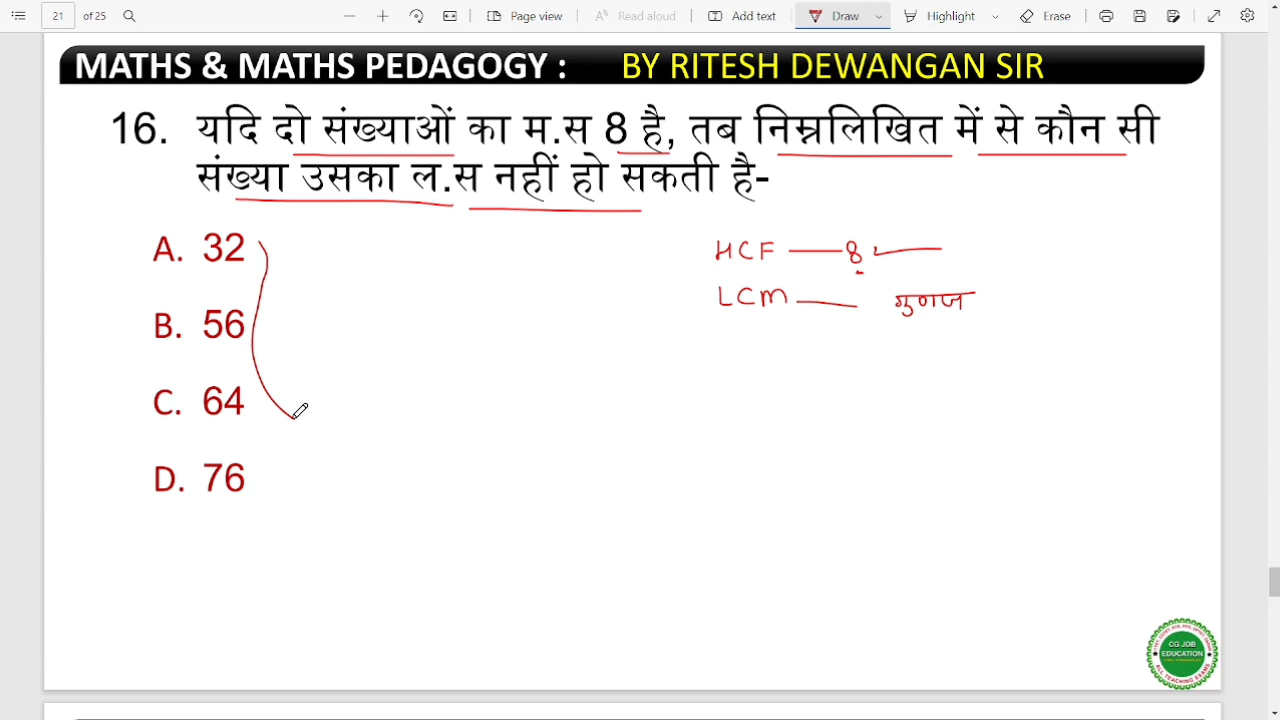 21 of 25 Page view Read aloud Add text Draw Highlight Erase
MATHS & MATHS PEDAGOGY : BY RITESH DEWANGAN SIR
16. यदि दो संख्याओं का म.स 8 है, तब निम्नलिखित में से कौन सी
संख्या उसका ल.स नहीं हो सकती है-
A. 32
HCF — 8
LCM — गुणज
B. 56
C. 64
D. 76
CG JOB
EDUCATION